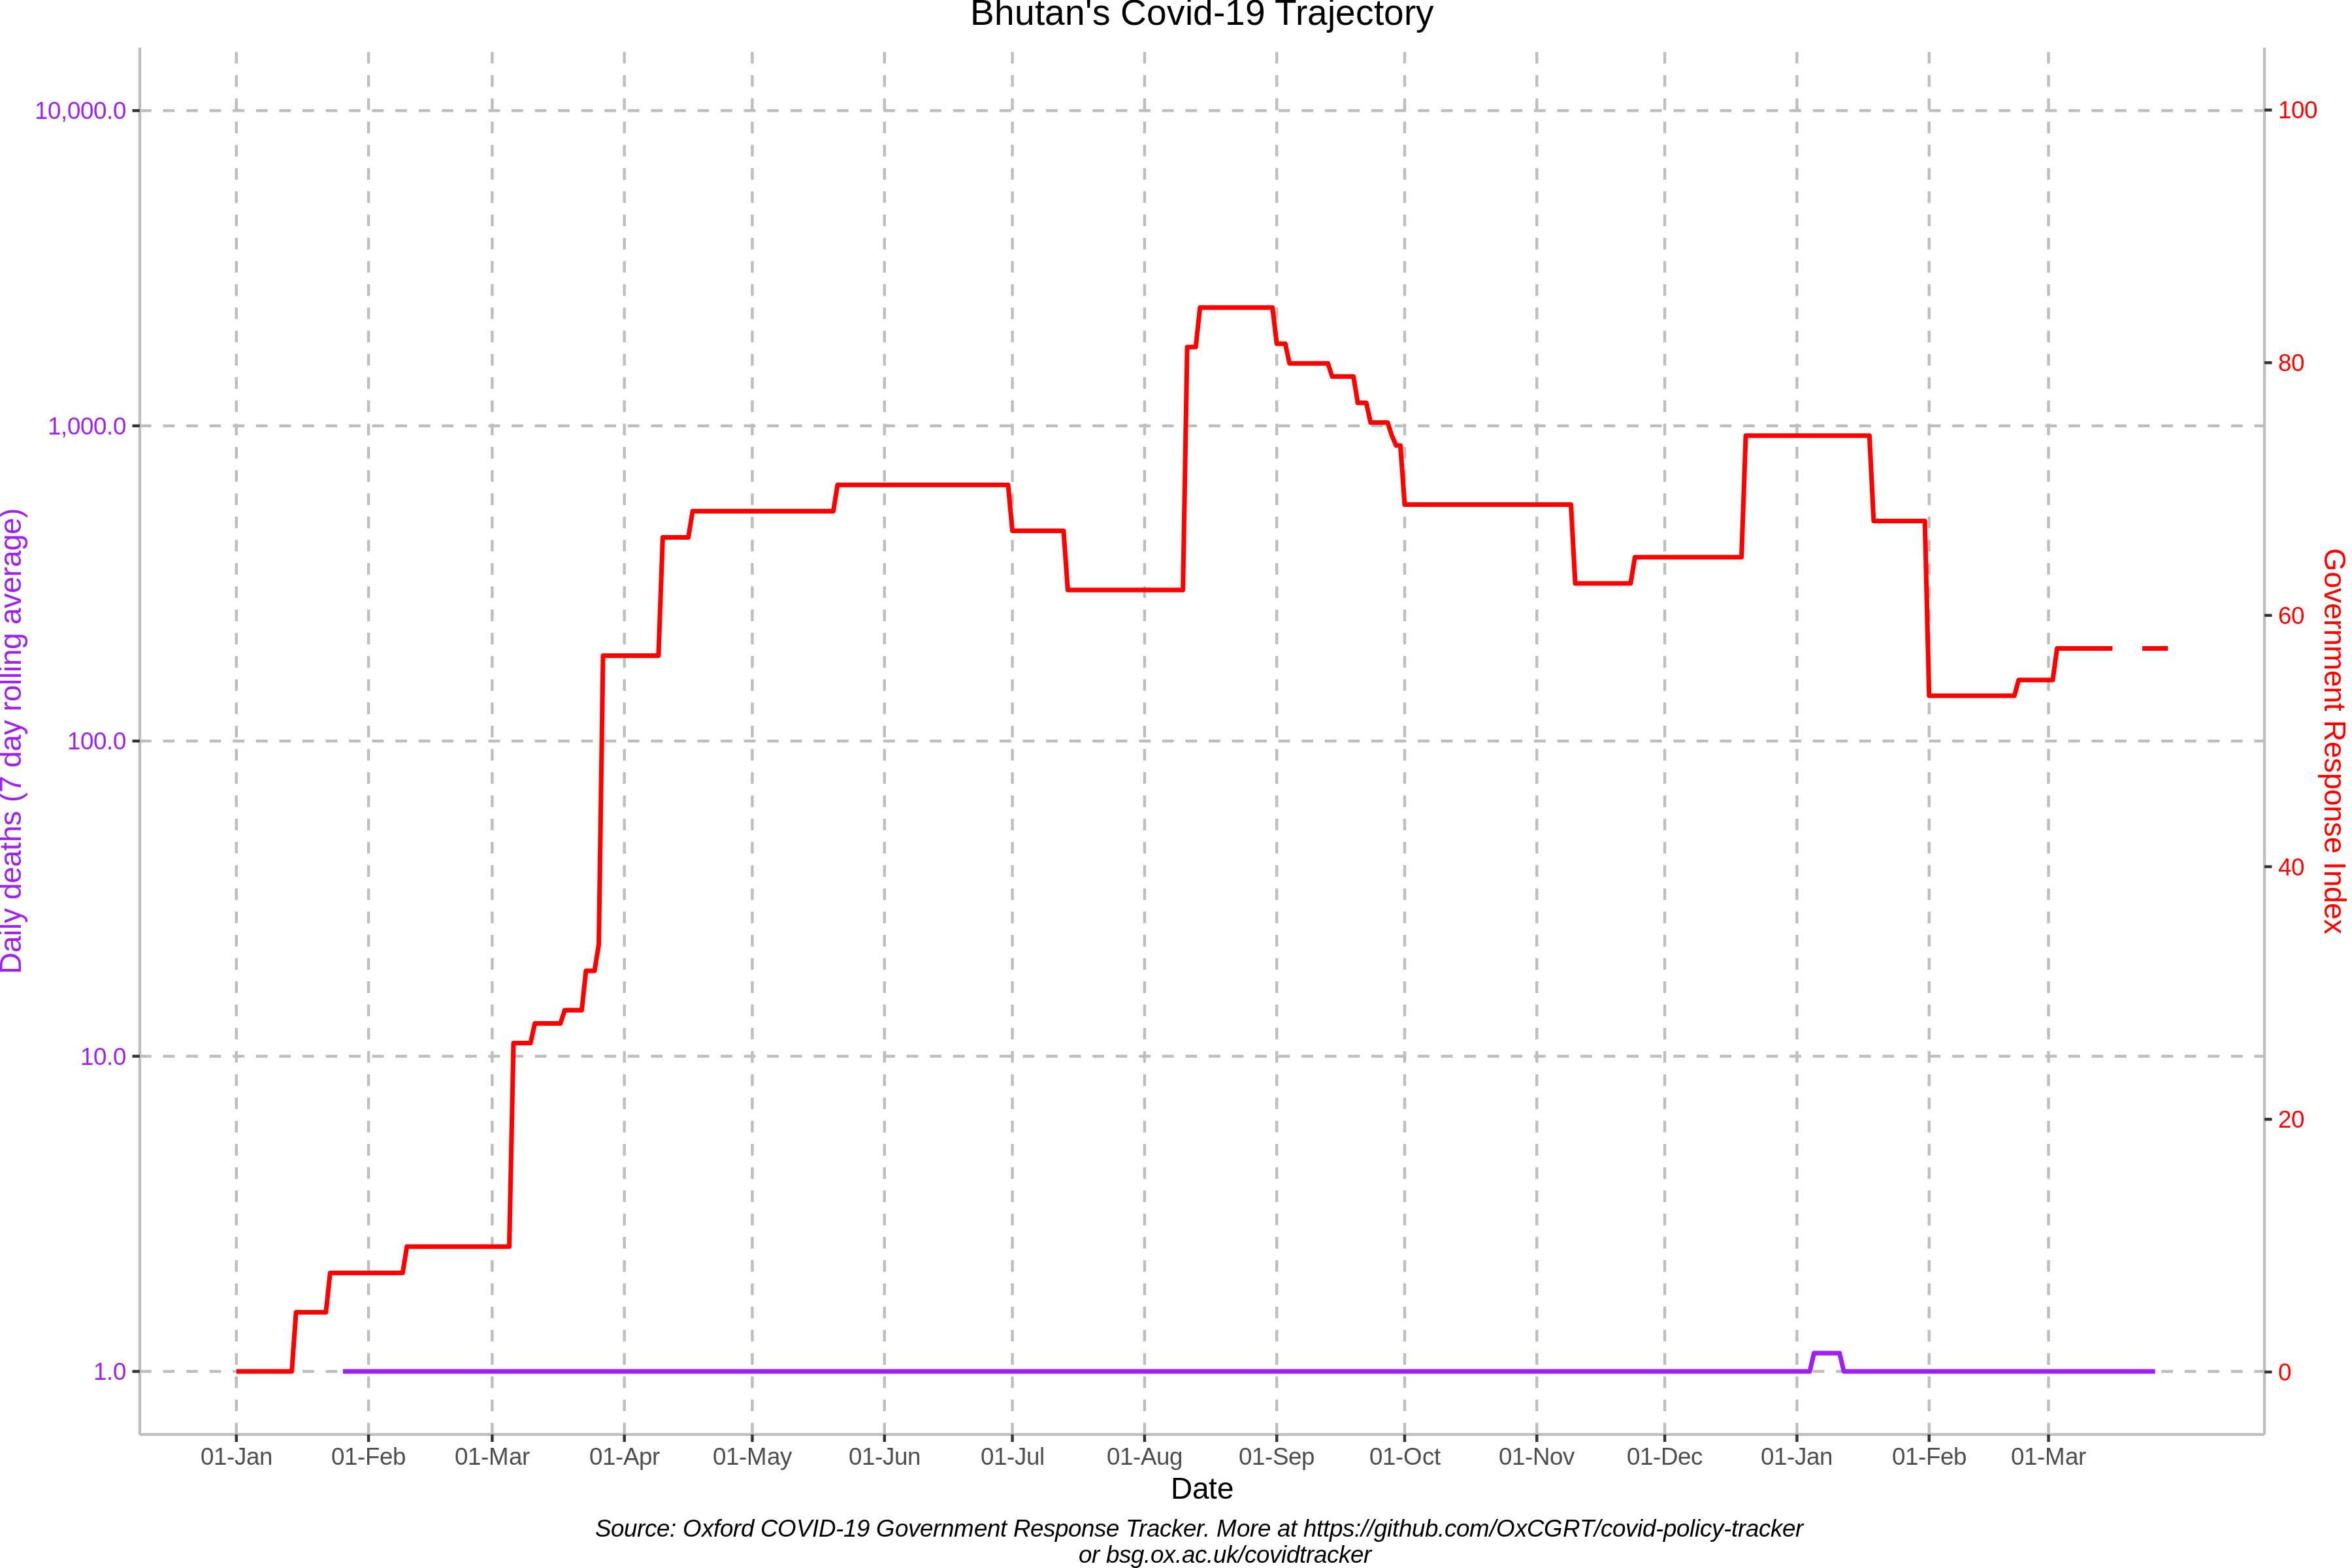 Bhutan's Covid-19 Trajectory
10,000.0
1,000.0
100.0
10.0
1.0
Daily deaths (7 day rolling average)
100
80
60
40
20
0
Government Response Index
01-Jan 01-Feb 01-Mar 01-Apr 01-May 01-Jun 01-Jul 01-Aug 01-Sep 01-Oct 01-Nov 01-Dec 01-Jan 01-Feb 01-Mar
Date
Source: Oxford COVID-19 Government Response Tracker. More at https://github.com/OxCGRT/covid-policy-tracker
or bsg.ox.ac.uk/covidtracker